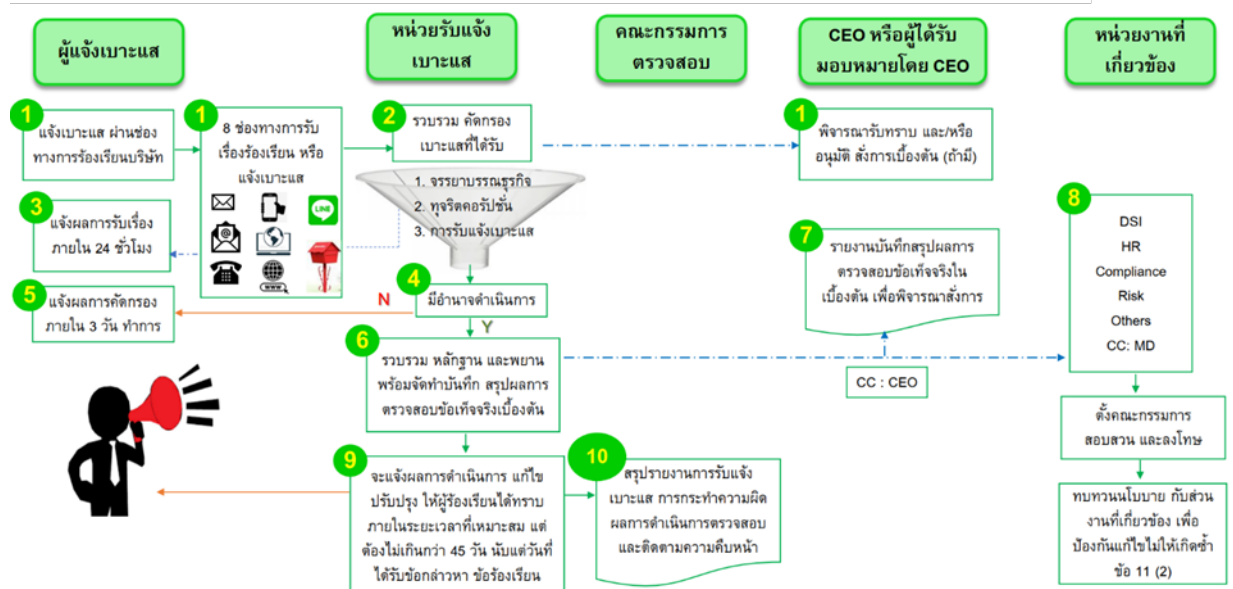 ผู้แจ้งเบาะแส
หน่วยรับแจ้ง
เบาะแส
คณะกรรมการ
ตรวจสอบ
CEO หรือผู้ได้รับ
มอบหมายโดย CEO
หน่วยงานที่
เกี่ยวข้อง
1
แจ้งเบาะแส ผ่านช่อง
ทางการร้องเรียนบริษัท
1
8 ช่องทางการรับ
เรื่องร้องเรียน หรือ
แจ้งเบาะแส
LINE
WWW
2
รวบรวม คัดกรอง
เบาะแสที่ได้รับ
1. จรรยาบรรณธุรกิจ
2. ทุจริตคอรัปชั่น
3. การรับแจ้งเบาะแส
1
พิจารณารับทราบ และ/หรือ
อนุมัติ สั่งการเบื้องต้น (ถ้ามี)
3
แจ้งผลการรับเรื่อง
ภายใน 24 ชั่วโมง
4
มีอำนาจดำเนินการ
N
Y
5
แจ้งผลการคัดกรอง
ภายใน 3 วัน ทำการ
6
รวบรวม หลักฐาน และพยาน
พร้อมจัดทำบันทึก สรุปผลการ
ตรวจสอบข้อเท็จจริงเบื้องต้น
7
รายงานบันทึกสรุปผลการ
ตรวจสอบข้อเท็จจริงใน
เบื้องต้น เพื่อพิจารณาสั่งการ
CC : CEO
8
DSI
HR
Compliance
Risk
Others
CC: MD
ตั้งคณะกรรมการ
สอบสวน และลงโทษ
ทบทวนนโบบาย กับส่วน
งานที่เกี่ยวข้อง เพื่อ
ป้องกันแก้ไขไม่ให้เกิดซ้ำ
ข้อ 11 (2)
9
จะแจ้งผลการดำเนินการ แก้ไข
ปรับปรุง ให้ผู้ร้องเรียนได้ทราบ
ภายในระยะเวลาที่เหมาะสม แต่
ต้องไม่เกินกว่า 45 วัน นับแต่วันที่
ได้รับข้อกล่าวหา ข้อร้องเรียน
10
สรุปรายงานการรับแจ้ง
เบาะแส การกระทำความผิด
ผลการดำเนินการตรวจสอบ
และติดตามความคืบหน้า